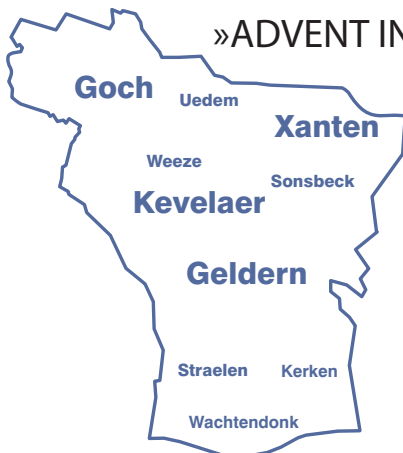 »ADVENT IN
Goch
Uedem
Xanten
Weeze
Sonsbeck
Kevelaer
Geldern
Straelen
Kerken
Wachtendonk